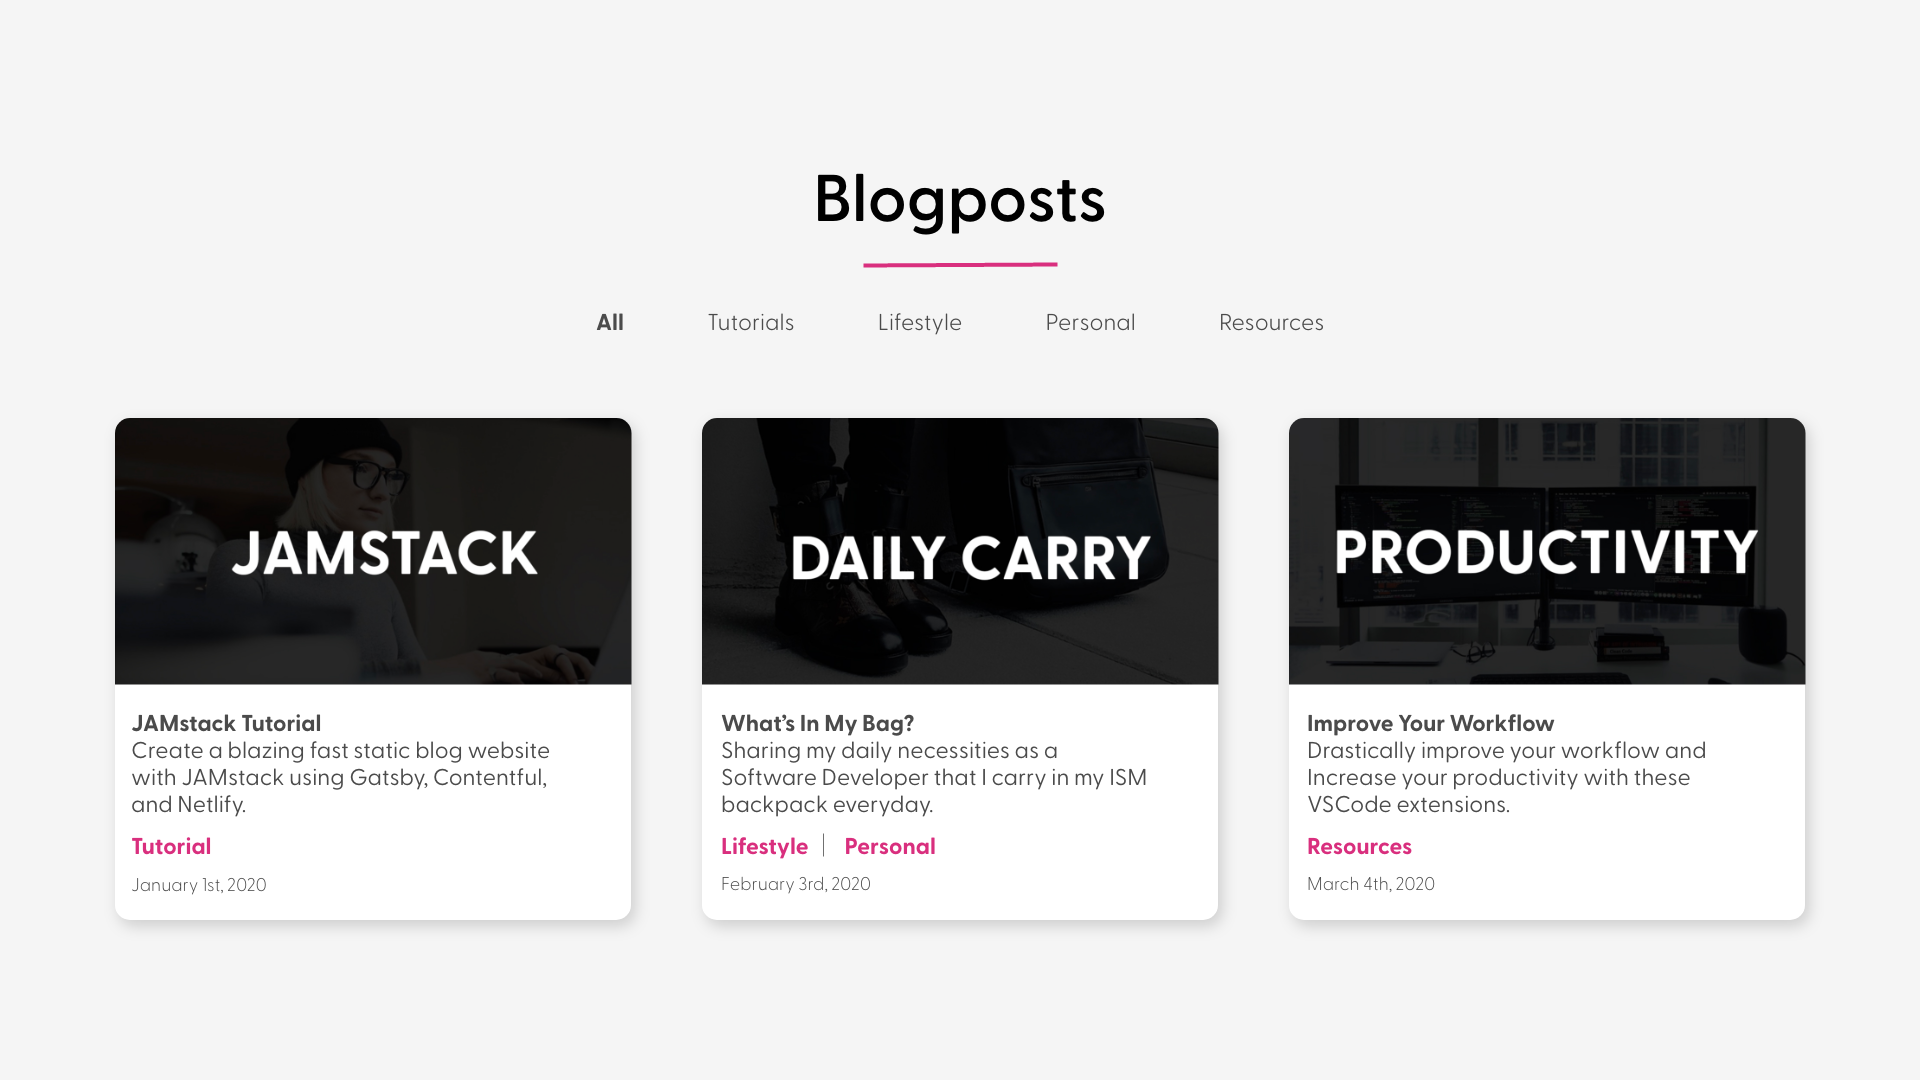 Blogposts
All Tutorials Lifestyle Personal Resources
JAMSTACK
JAMstack Tutorial
Create a blazing fast static blog website
with JAMstack using Gatsby, Contentful,
and Netlify.
Tutorial
January 1st, 2020
DAILY CARRY
What's In My Bag?
Sharing my daily necessities as a
Software Developer that I carry in my ISM
backpack everyday.
Lifestyle | Personal
February 3rd, 2020
PRODUCTIVITY
Improve Your Workflow
Drastically improve your workflow and
Increase your productivity with these
VSCode extensions.
Resources
March 4th, 2020